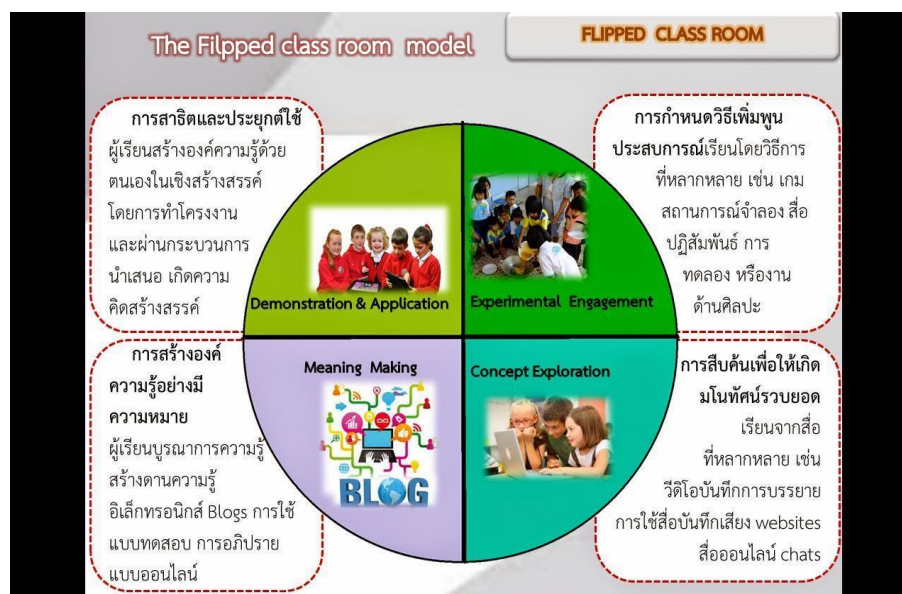 The Filpped class room model
FLIPPED CLASS ROOM
การสาธิตและประยุกต์ใช้
ผู้เรียนสร้างองค์ความรู้ด้วย
ตนเองในเชิงสร้างสรรค์
โดยการทำโครงงาน
และผ่านกระบวนการ
นำเสนอ เกิดความ
คิดสร้างสรรค์
การกำหนดวิธีเพิ่มพูน
ประสบการณ์เรียนโดยวิธีการ
ที่หลากหลาย เช่น เกม
สถานการณ์จำลอง สื่อ
ปฏิสัมพันธ์ การ
ทดลอง หรืองาน
ด้านศิลปะ
Demonstration & Application
Experimental Engagement
Meaning Making
Concept Exploration
BLOG
การสร้างองค์
ความรู้อย่างมี
ความหมาย
ผู้เรียนบูรณาการความรู้
สร้างดานความรู้
อิเล็กทรอนิกส์ Blogs การใช้
แบบทดสอบ การอภิปราย
แบบออนไลน์
การสืบค้นเพื่อให้เกิด
มโนทัศน์รวบยอด
เรียนจากสื่อ
ที่หลากหลาย เช่น
วีดิโอบันทึกการบรรยาย
การใช้สื่อบันทึกเสียง websites
สื่อออนไลน์ chats